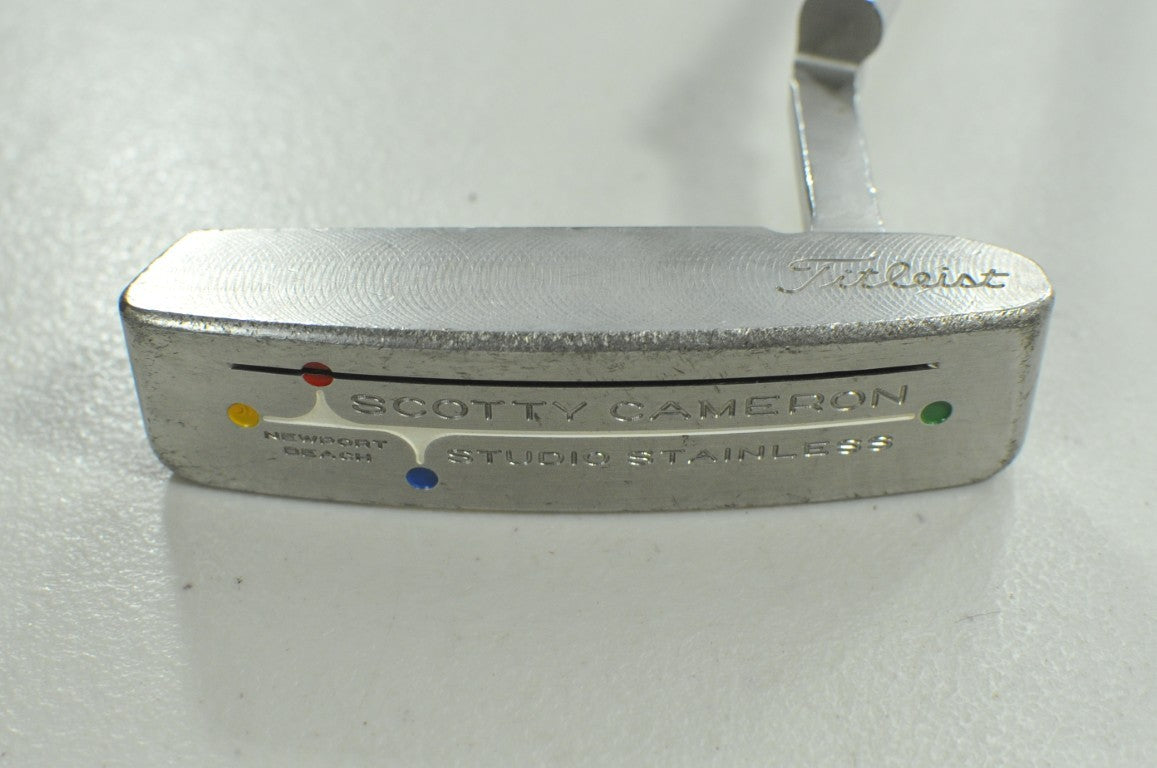 Titleist
SCOTTY CAMERON
NEWPORT
BEACH
STUDIO STAINLESS